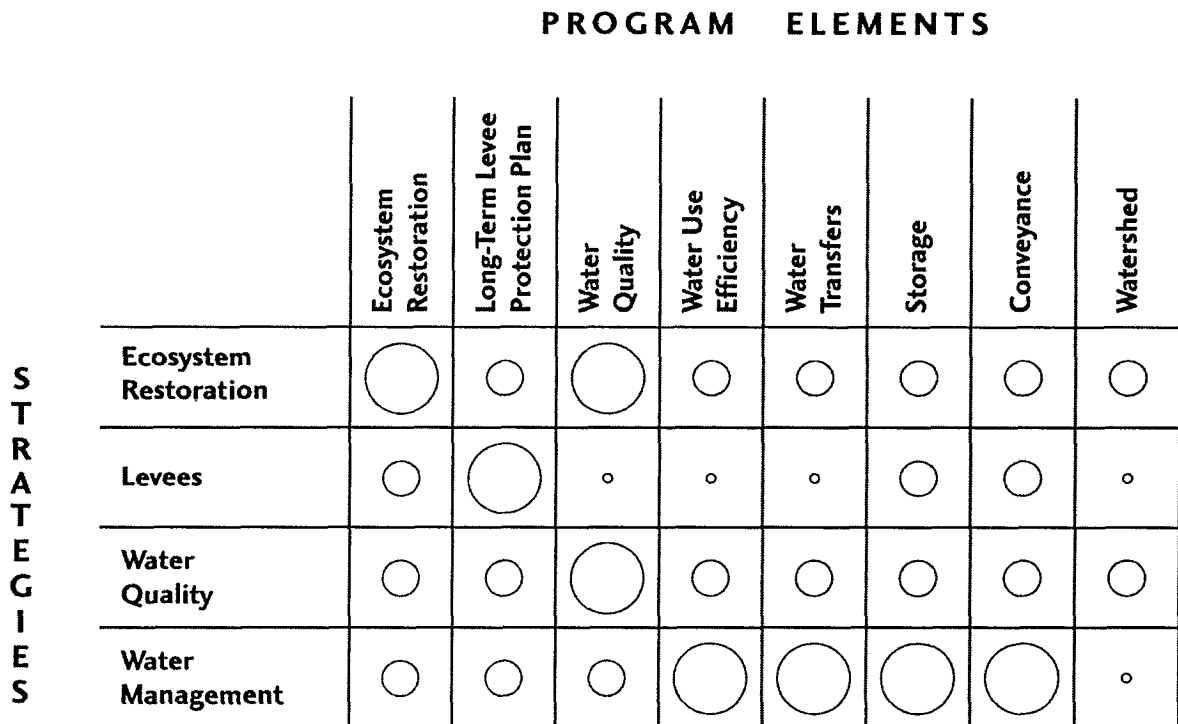 PROGRAM ELEMENTS
Ecosystem
Restoration
Long-Term Levee
Protection Plan
Water
Quality
Water Use
Efficiency
Water
Transfers
Storage
Conveyance
Watershed
STRATEGIES
Ecosystem
Restoration
Levees
Water
Quality
Water
Management